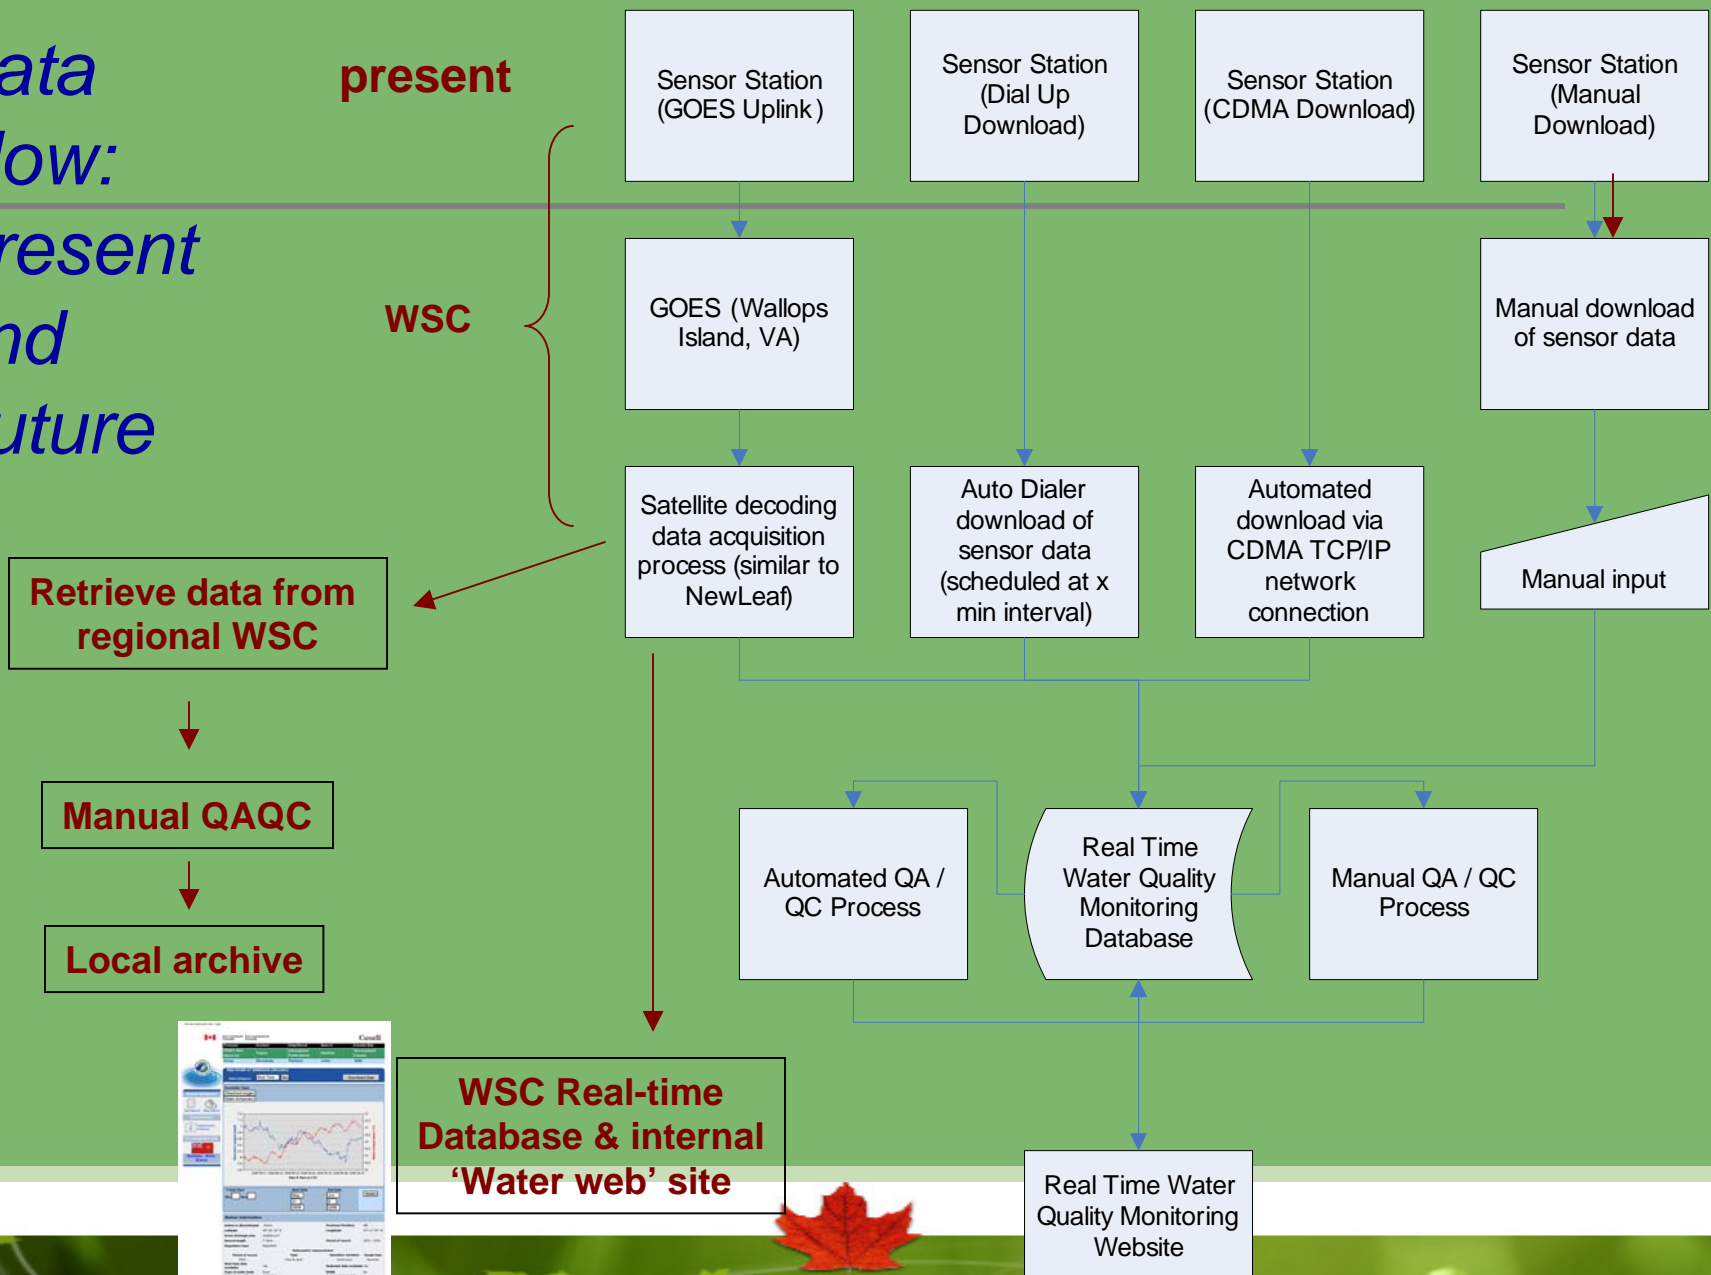 ata
low:
resent
nd
uture
present
WSC
Sensor Station
(GOES Uplink)
Sensor Station
(Dial Up
Download)
Sensor Station
(CDMA Download)
Sensor Station
(Manual
Download)
GOES (Wallops
Island, VA)
Manual download
of sensor data
Satellite decoding
data acquisition
process (similar to
NewLeaf)
Auto Dialer
download of
sensor data
(scheduled at x
min interval)
Automated
download via
CDMA TCP/IP
network
connection
Manual input
Retrieve data from
regional WSC
Manual QAQC
Local archive
Automated QA /
QC Process
Real Time
Water Quality
Monitoring
Database
Manual QA / QC
Process
WSC Real-time
Database & internal
‘Water web’ site
Real Time Water
Quality Monitoring
Website
Canada